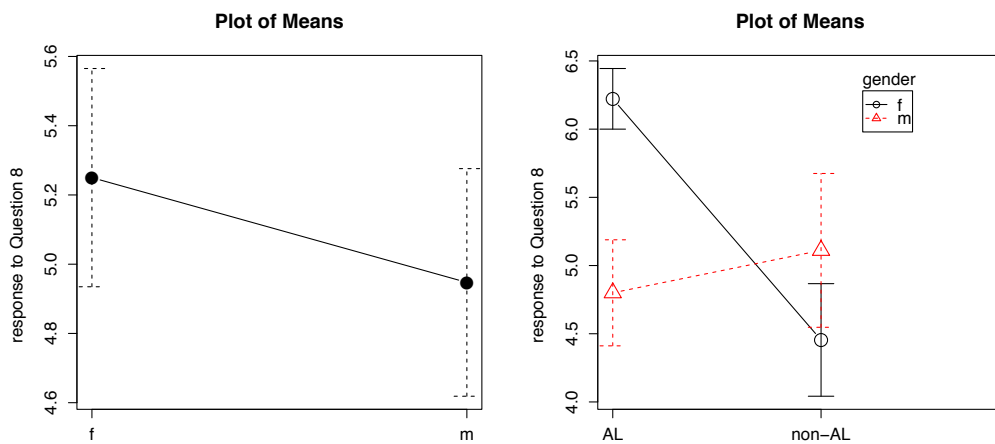 Plot of Means
response to Question 8
5.6
5.4
5.2
5.0
4.8
4.6
f
m
Plot of Means
response to Question 8
6.5
6.0
5.5
5.0
4.5
4.0
gender
f
m
AL
non−AL